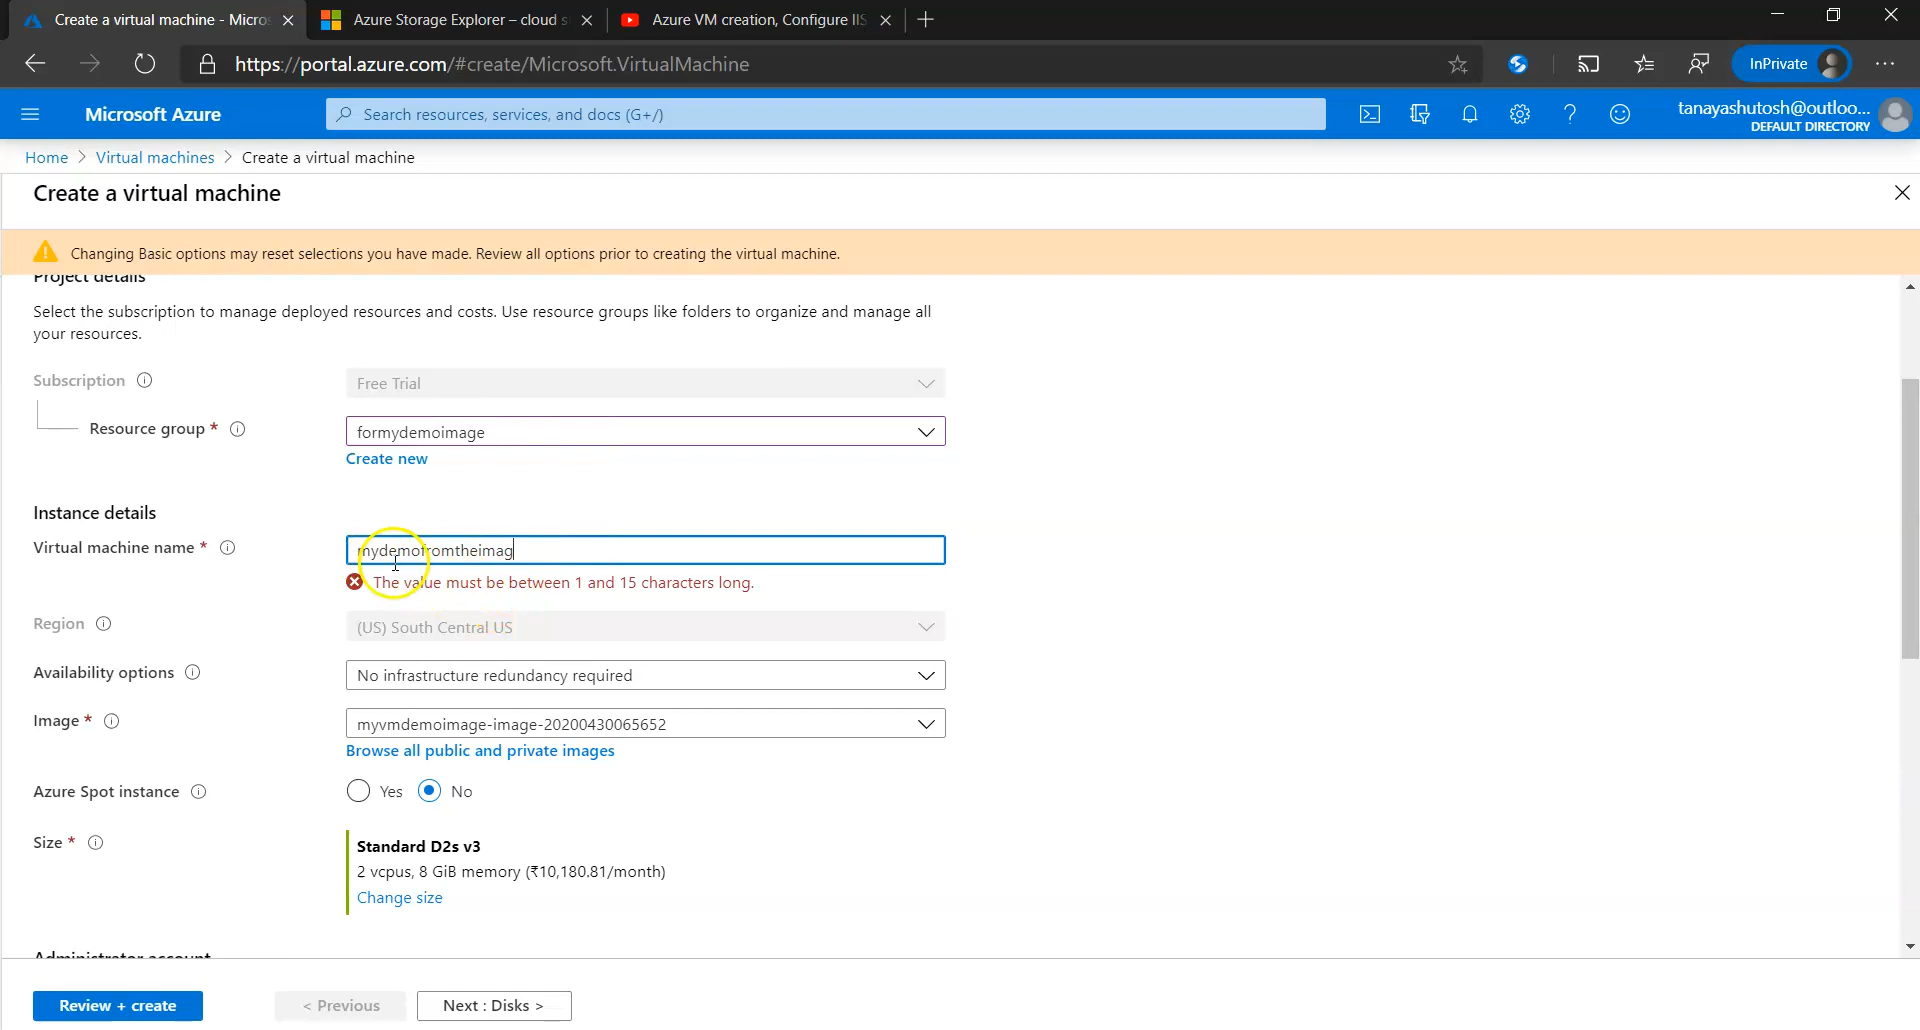 Create a virtual machine - Micros
Azure Storage Explorer – cloud s
Azure VM creation, Configure IIS
https://portal.azure.com/#create/Microsoft.VirtualMachine
InPrivate
Microsoft Azure
Search resources, services, and docs (G+/)
tanayashutosh@outloo...
DEFAULT DIRECTORY
Home > Virtual machines > Create a virtual machine
Create a virtual machine
Changing Basic options may reset selections you have made. Review all options prior to creating the virtual machine.
Project details
Select the subscription to manage deployed resources and costs. Use resource groups like folders to organize and manage all
your resources.
Subscription
Free Trial
Resource group *
formydemoimage
Create new
Instance details
Virtual machine name *
mydemofromtheimag
The value must be between 1 and 15 characters long.
Region
(US) South Central US
Availability options
No infrastructure redundancy required
Image *
myvmdemoimage-image-20200430065652
Browse all public and private images
Azure Spot instance
Yes
No
Size *
Standard D2s v3
2 vcpus, 8 GiB memory (₹10,180.81/month)
Change size
Administrator account
Review + create
< Previous
Next : Disks >